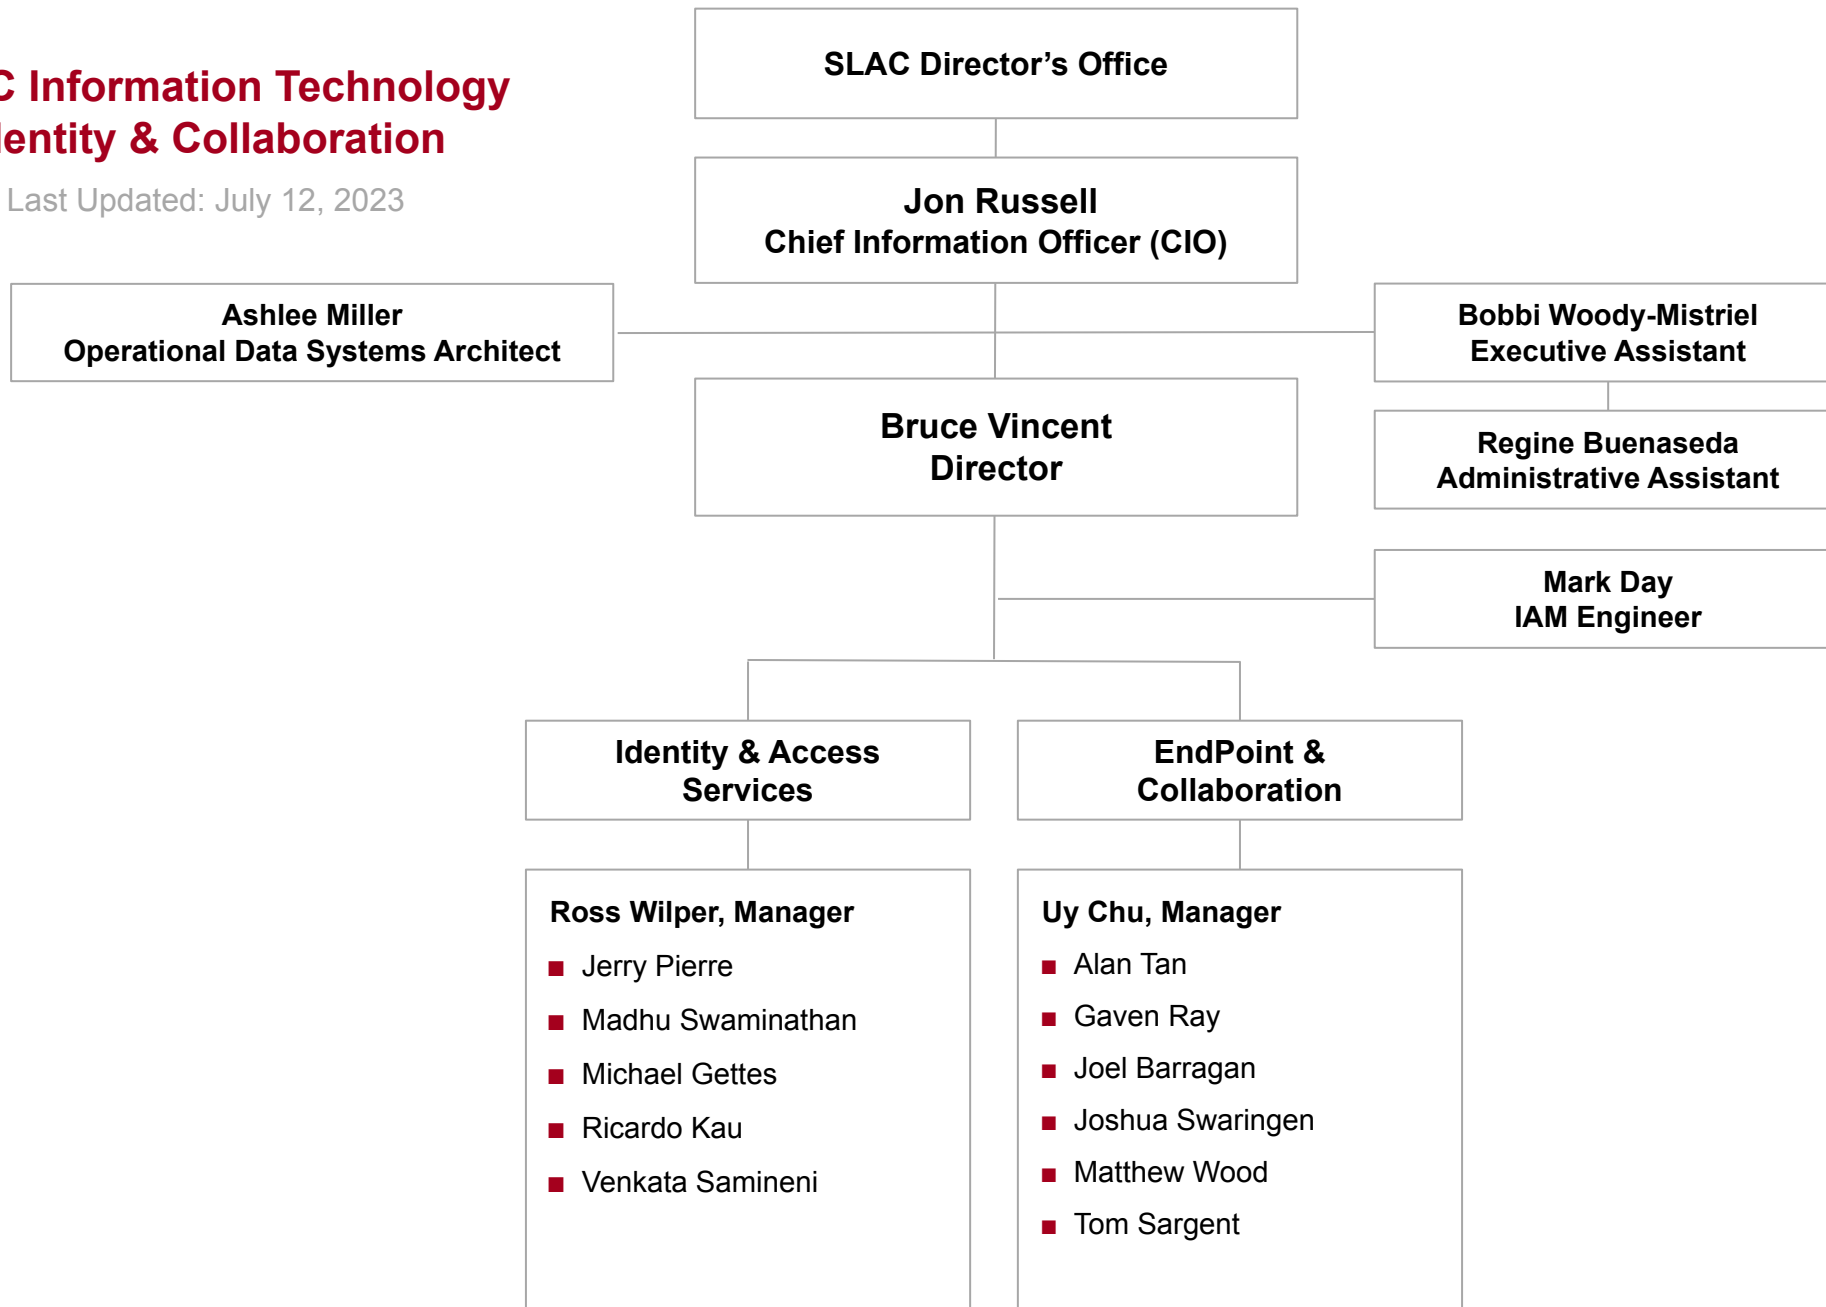 C Information Technology
entity & Collaboration
Last Updated: July 12, 2023
SLAC Director’s Office
Jon Russell
Chief Information Officer (CIO)
Ashlee Miller
Operational Data Systems Architect
Bobbi Woody-Mistriel
Executive Assistant
Bruce Vincent
Director
Regine Buenaseda
Administrative Assistant
Mark Day
IAM Engineer
Identity & Access
Services
EndPoint &
Collaboration
Ross Wilper, Manager
■ Jerry Pierre
■ Madhu Swaminathan
■ Michael Gettes
■ Ricardo Kau
■ Venkata Samineni
Uy Chu, Manager
■ Alan Tan
■ Gaven Ray
■ Joel Barragan
■ Joshua Swaringen
■ Matthew Wood
■ Tom Sargent